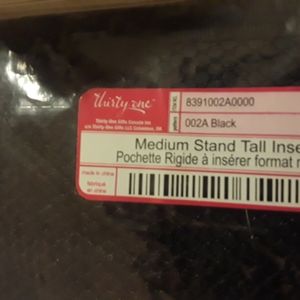 thirty-one
Thirty-One Gifts Canada
Thirty-One Gifts LLC Columbus, OH
8391002A0000
002A Black
Medium Stand Tall Inse
Pochette Rigide à insérer format
made in china
fabriqué
en chine